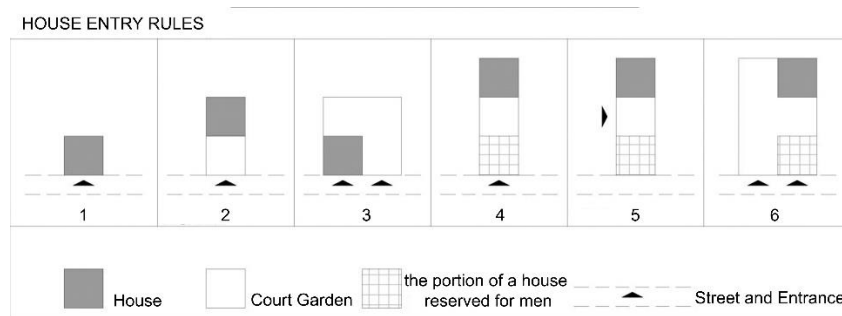 HOUSE ENTRY RULES
1 2 3 4 5 6
House
Court Garden
the portion of a house
reserved for men
Street and Entrance